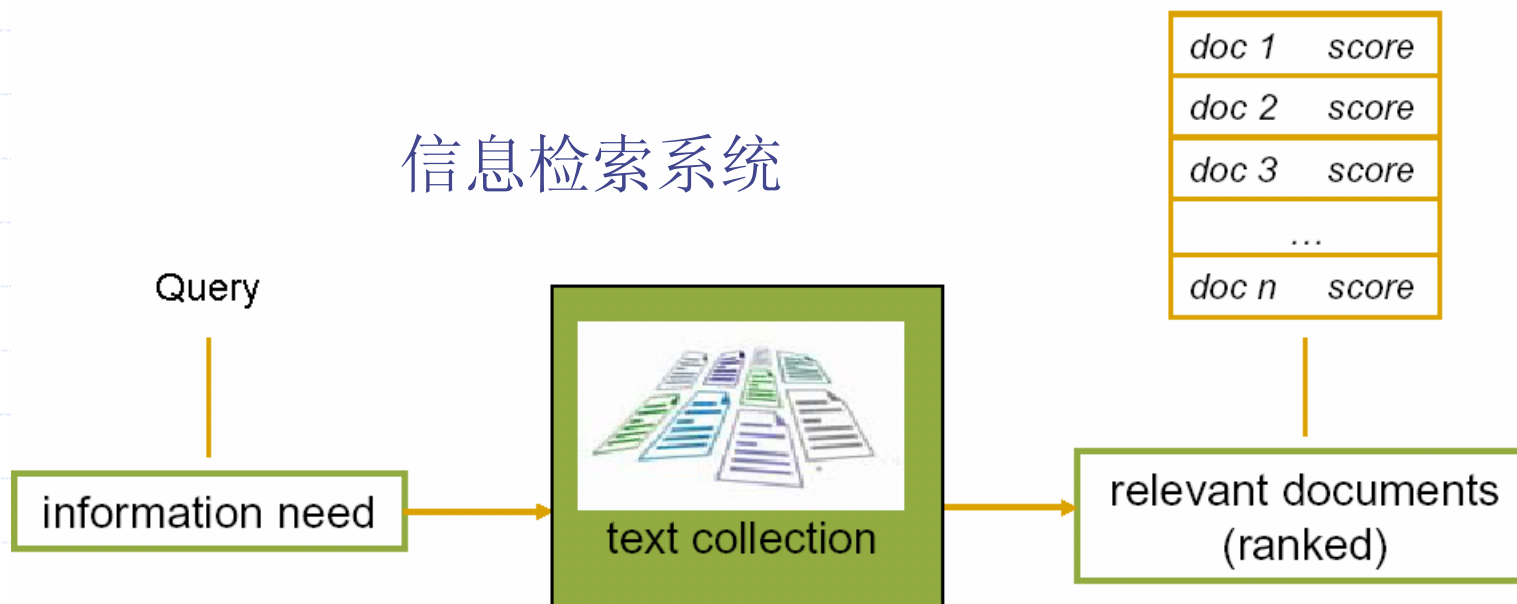 信息检索系统
Query
information need
text collection
doc 1 score
doc 2 score
doc 3 score
...
doc n score
relevant documents
(ranked)